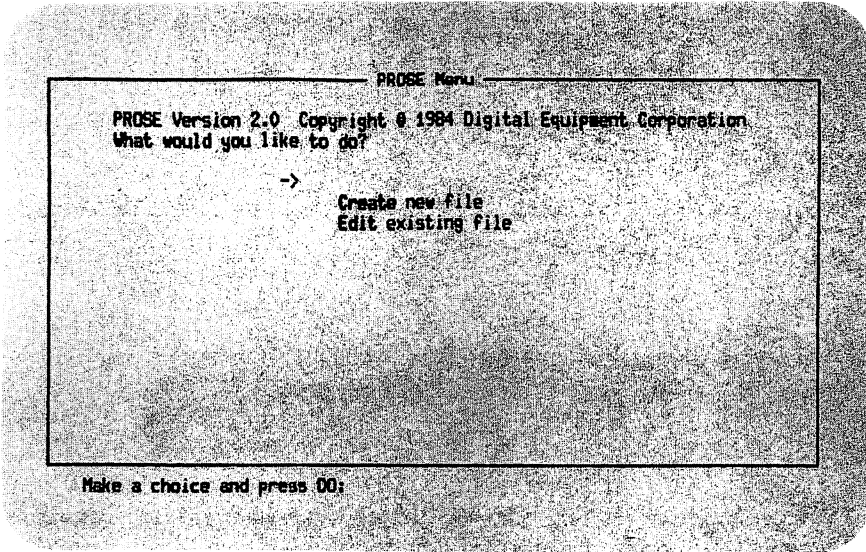 PROSE Menu
PROSE Version 2.0 Copyright © 1984 Digital Equipment Corporation
What would you like to do?
->
Create new file
Edit existing file
Make a choice and press DO: